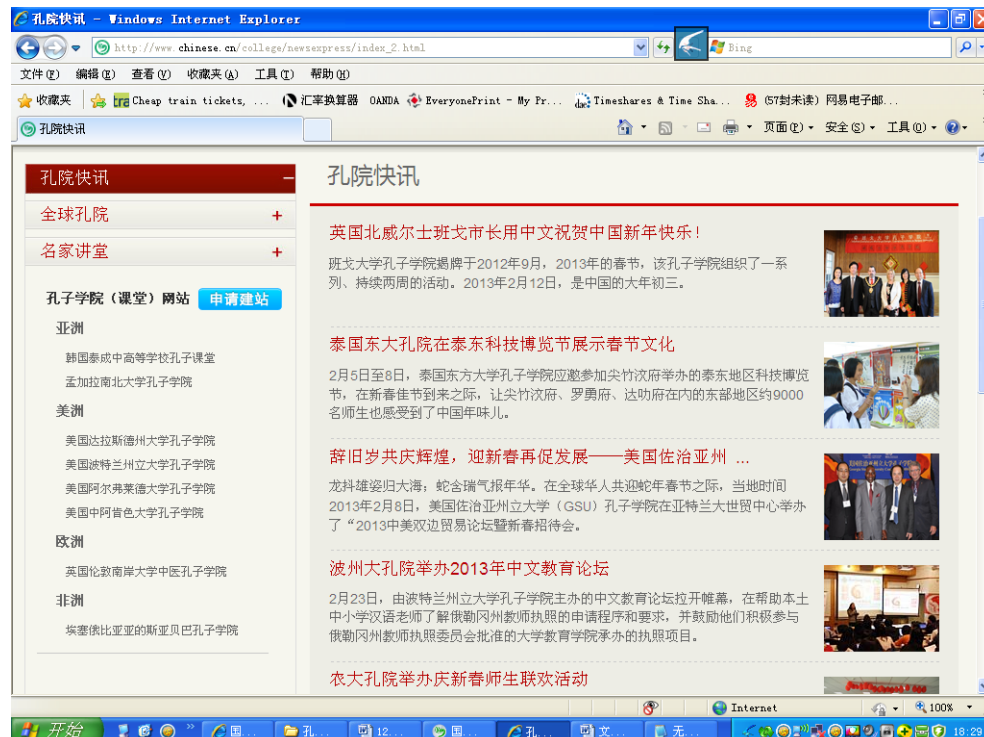 孔院快讯 - Windows Internet Explorer
http://www.chinese.cn/college/newsexpress/index_2.html
Bing
文件(F) 编辑(E) 查看(V) 收藏夹(A) 工具(T) 帮助(H)
收藏夹 tra Cheap train tickets, ... 汇率换算器 OANDA EveryonePrint - My Pr... Timeshares & Time Sha... (57封未读) 网易电子邮...
孔院快讯
页面(P) 安全(S) 工具(O)
孔院快讯 −
全球孔院 +
名家讲堂 +
孔子学院（课堂）网站 申请建站
亚洲
韩国泰成中高等学校孔子课堂
孟加拉南北大学孔子学院
美洲
美国达拉斯德州大学孔子学院
美国波特兰州立大学孔子学院
美国阿尔弗莱德大学孔子学院
美国中阿肯色大学孔子学院
欧洲
英国伦敦南岸大学中医孔子学院
非洲
埃塞俄比亚亚的斯亚贝巴孔子学院
孔院快讯
英国北威尔士班戈市长用中文祝贺中国新年快乐！
班戈大学孔子学院揭牌于2012年9月，2013年的春节，该孔子学院组织了一系
列、持续两周的活动。2013年2月12日，是中国的大年初三。
泰国东大孔院在泰东科技博览节展示春节文化
2月5日至8日，泰国东方大学孔子学院应邀参加尖竹汶府举办的泰东地区科技博览
节，在新春佳节到来之际，让尖竹汶府、罗勇府、达叻府在内的东部地区约9000
名师生也感受到了中国年味儿。
辞旧岁共庆辉煌，迎新春再促发展——美国佐治亚州 ...
龙抖雄姿归大海；蛇含瑞气报年华。在全球华人共迎蛇年春节之际，当地时间
2013年2月8日，美国佐治亚州立大学（GSU）孔子学院在亚特兰大世贸中心举办
了“2013中美双边贸易论坛暨新春招待会。
波州大孔院举办2013年中文教育论坛
2月23日，由波特兰州立大学孔子学院主办的中文教育论坛拉开帷幕，在帮助本土
中小学汉语老师了解俄勒冈州教师执照的申请程序和要求，并鼓励他们积极参与
俄勒冈州教师执照委员会批准的大学教育学院承办的执照项目。
农大孔院举办庆新春师生联欢活动
Internet 100%
开始 国... 孔... 12... 国... 孔... 文... 无... 18:29